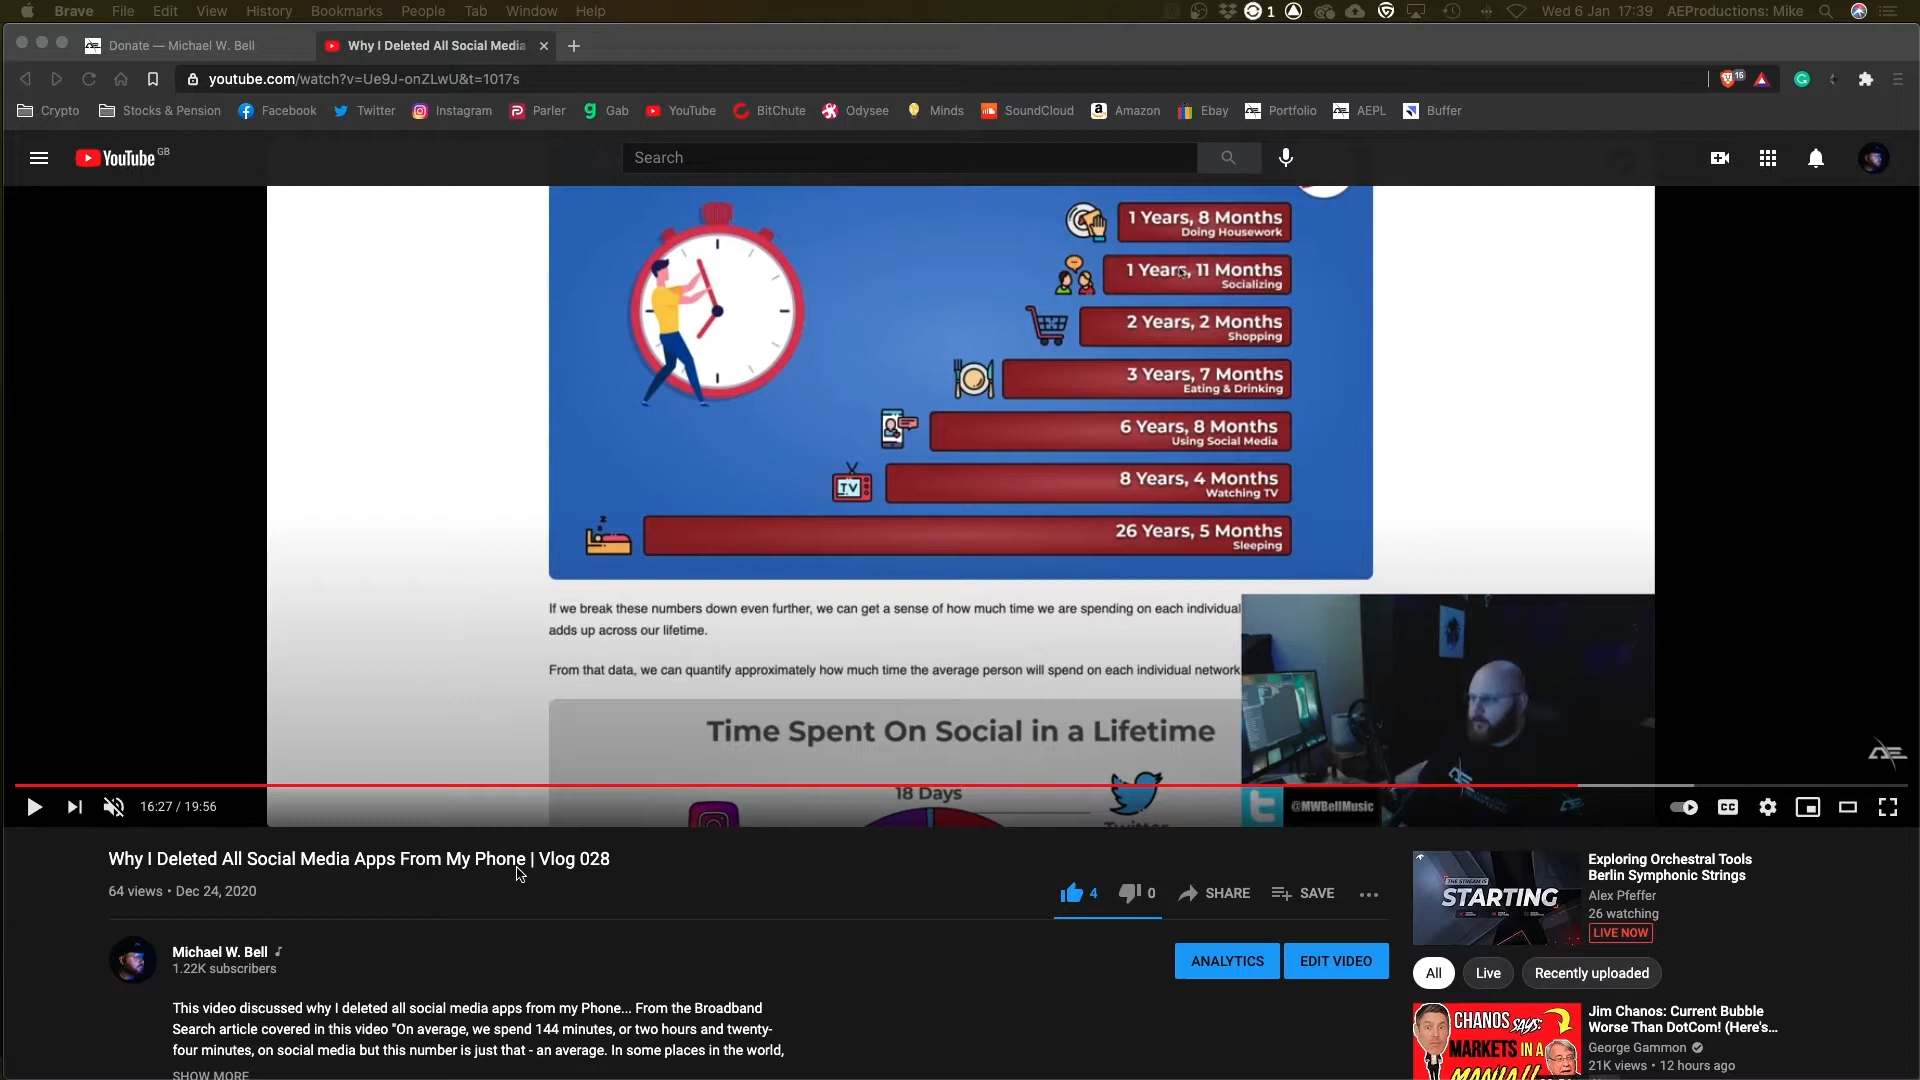 Brave File Edit View History Bookmarks People Tab Window Help
1 Wed 6 Jan 17:39 AEProductions: Mike
Donate — Michael W. Bell
Why I Deleted All Social Media
youtube.com/watch?v=Ue9J-onZLwU&t=1017s
15
Crypto Stocks & Pension Facebook Twitter Instagram Parler Gab YouTube BitChute Odysee Minds SoundCloud Amazon Ebay Portfolio AEPL Buffer
YouTube GB
Search
1 Years, 8 Months
Doing Housework
1 Years, 11 Months
Socializing
2 Years, 2 Months
Shopping
3 Years, 7 Months
Eating & Drinking
6 Years, 8 Months
Using Social Media
TV
8 Years, 4 Months
Watching TV
26 Years, 5 Months
Sleeping
If we break these numbers down even further, we can get a sense of how much time we are spending on each individual
adds up across our lifetime.
From that data, we can quantify approximately how much time the average person will spend on each individual network
Time Spent On Social in a Lifetime
18 Days
Twitter
@MWBellMusic
16:27 / 19:56
CC
Why I Deleted All Social Media Apps From My Phone | Vlog 028
64 views • Dec 24, 2020
4 0 SHARE SAVE
Michael W. Bell
1.22K subscribers
ANALYTICS EDIT VIDEO
This video discussed why I deleted all social media apps from my Phone... From the Broadband
Search article covered in this video "On average, we spend 144 minutes, or two hours and twenty-
four minutes, on social media but this number is just that - an average. In some places in the world,
SHOW MORE
THE STREAM IS
STARTING
Exploring Orchestral Tools
Berlin Symphonic Strings
Alex Pfeffer
26 watching
LIVE NOW
All Live Recently uploaded
CHANOS SAYS:
MARKETS IN A
MANIA!!
Jim Chanos: Current Bubble
Worse Than DotCom! (Here's...
George Gammon
21K views • 12 hours ago